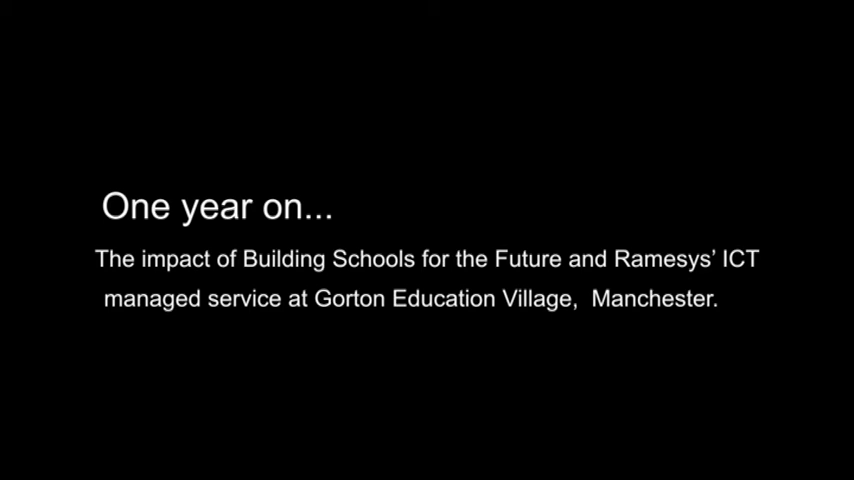 One year on...
The impact of Building Schools for the Future and Ramesys’ ICT
managed service at Gorton Education Village, Manchester.